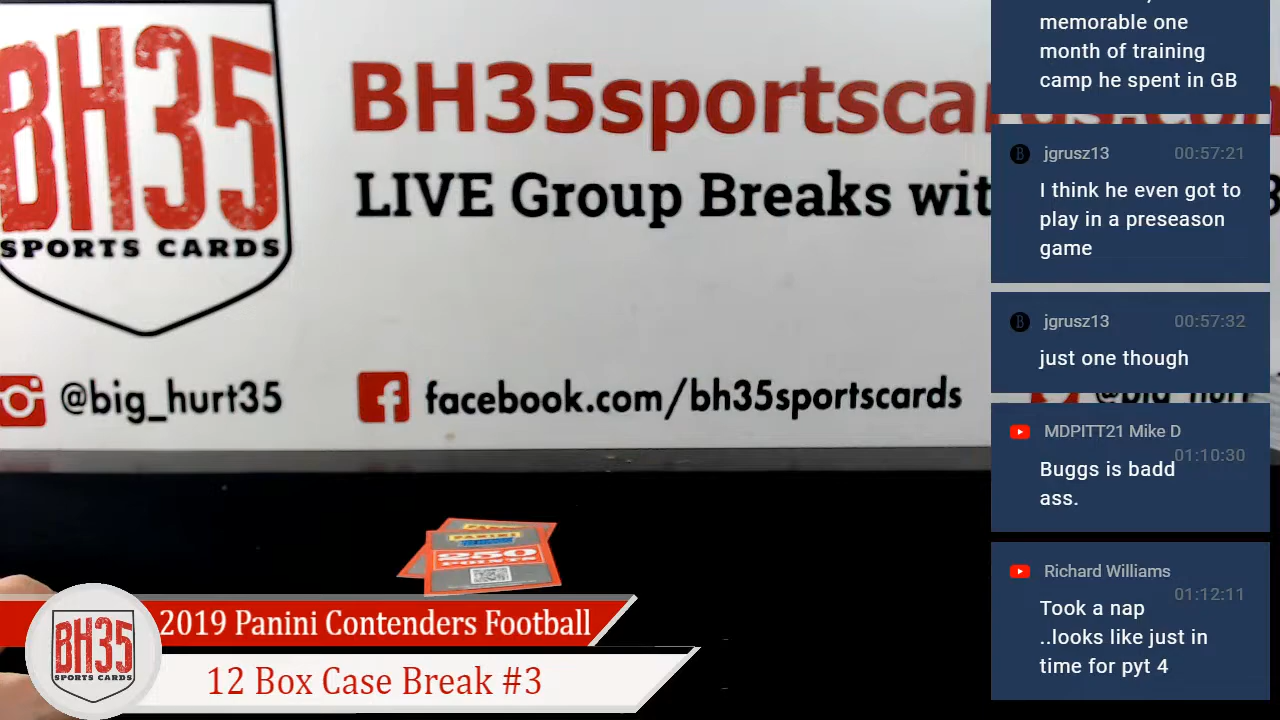 BH35
SPORTS CARDS
BH35sportsca
LIVE Group Breaks wit
@big_hurt35
facebook.com/bh35sportscards
PANINI
250
POINTS
BH35
SPORTS CARDS
2019 Panini Contenders Football
12 Box Case Break #3
memorable one
month of training
camp he spent in GB
jgrusz13 00:57:21
I think he even got to
play in a preseason
game
jgrusz13 00:57:32
just one though
MDPITT21 Mike D
01:10:30
Buggs is badd
ass.
Richard Williams
01:12:11
Took a nap
..looks like just in
time for pyt 4